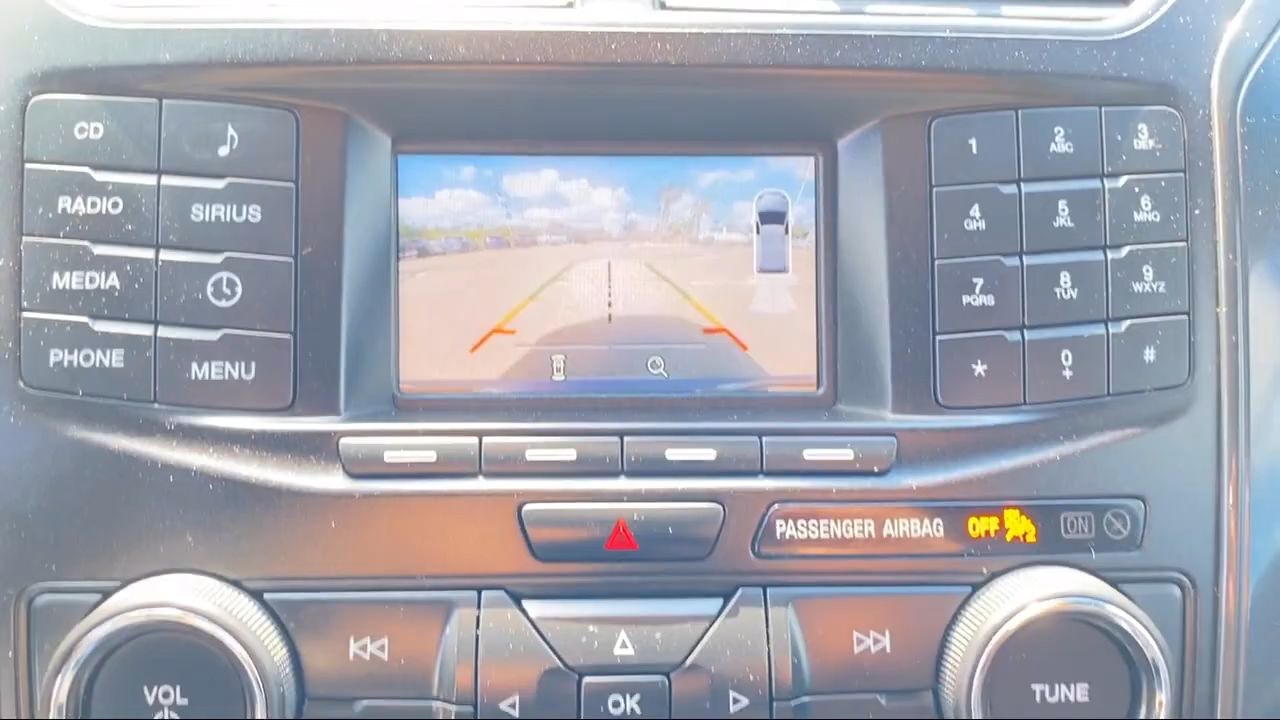 CD
RADIO
SIRIUS
MEDIA
PHONE
MENU
1
2
ABC
3
DEF
4
GHI
5
JKL
6
MNO
7
PQRS
8
TUV
9
WXYZ
*
0
+
#
PASSENGER AIRBAG OFF 2 ON
VOL
OK
TUNE